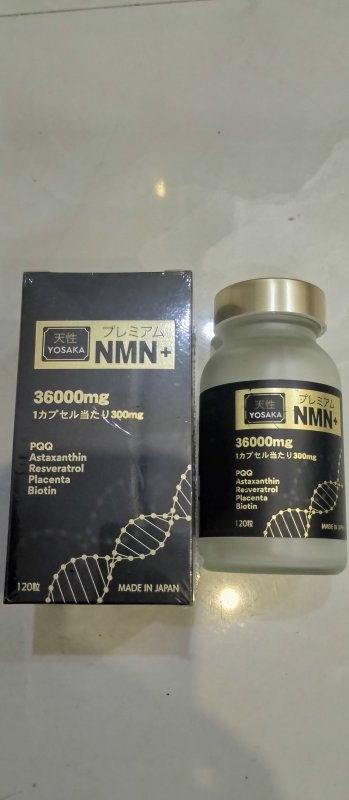 天性
YOSAKA
プレミアム
NMN+
36000mg
1カプセル当たり300mg
PQQ
Astaxanthin
Resveratrol
Placenta
Biotin
120粒
MADE IN JAPAN
天性
YOSAKA
プレミアム
NMN+
36000mg
1カプセル当たり300mg
PQQ
Astaxanthin
Resveratrol
Placenta
Biotin
120粒
MADE IN JAPAN